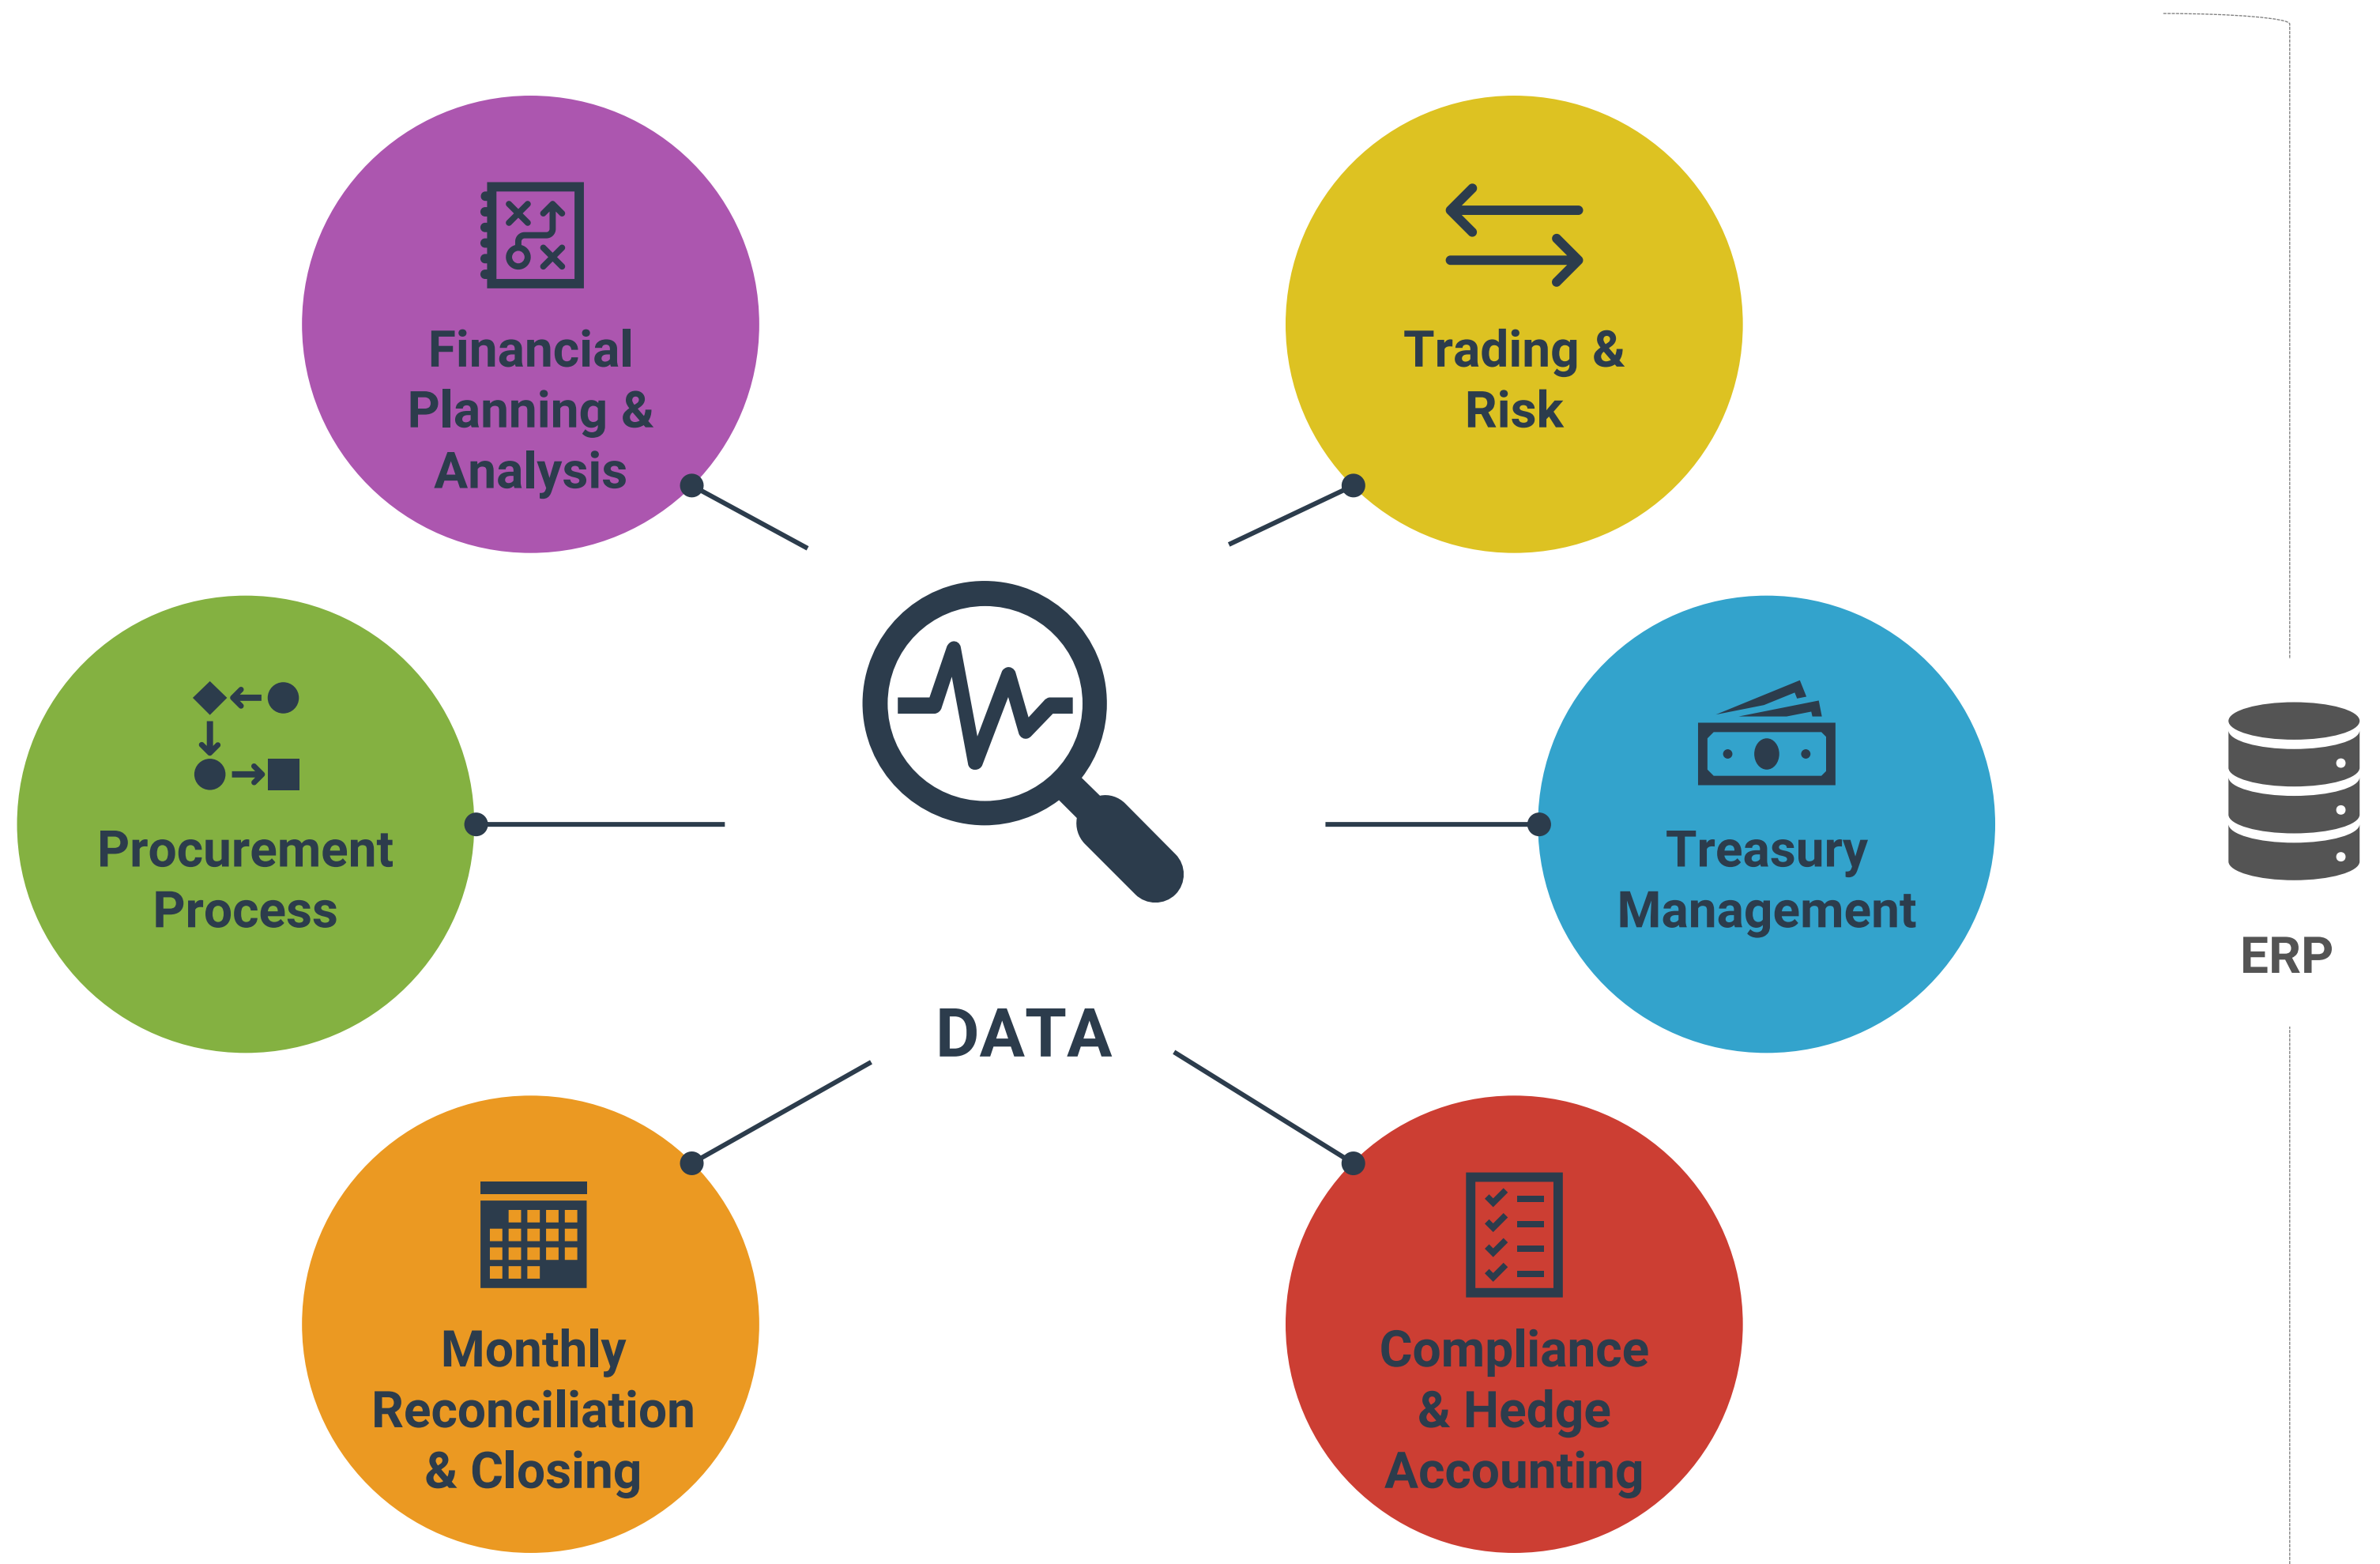 Financial
Planning &
Analysis
Trading &
Risk
Procurement
Process
DATA
Treasury
Management
ERP
Monthly
Reconciliation
& Closing
Compliance
& Hedge
Accounting